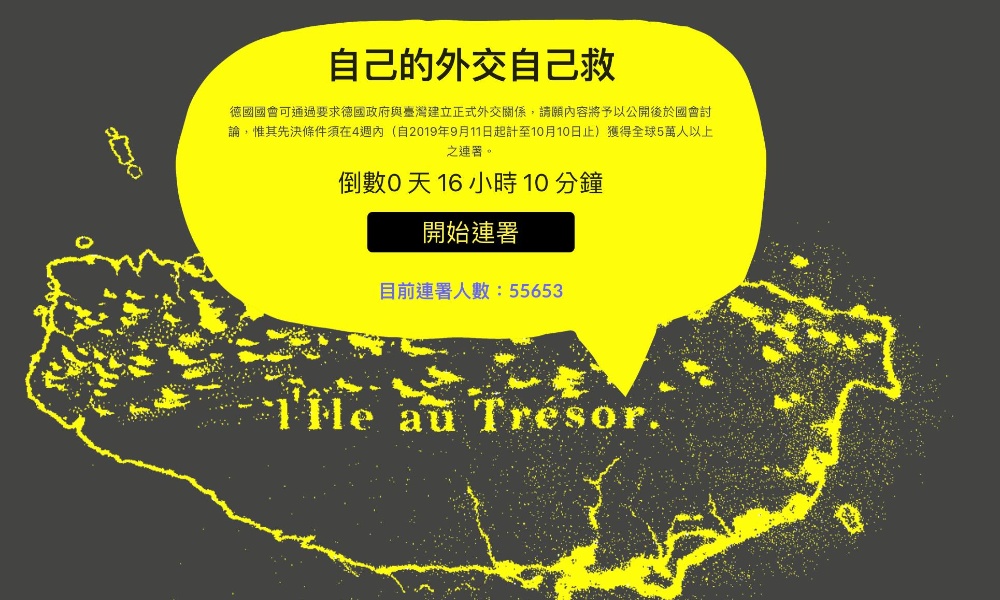 自己的外交自己救
德國國會可通過要求德國政府與臺灣建立正式外交關係，請願內容將予以公開後於國會討
論，惟其先決條件須在4週內（自2019年9月11日起計至10月10日止）獲得全球5萬人以上
之連署。
倒數0 天 16 小時 10 分鐘
開始連署
目前連署人數：55653
l'Île au Trésor.